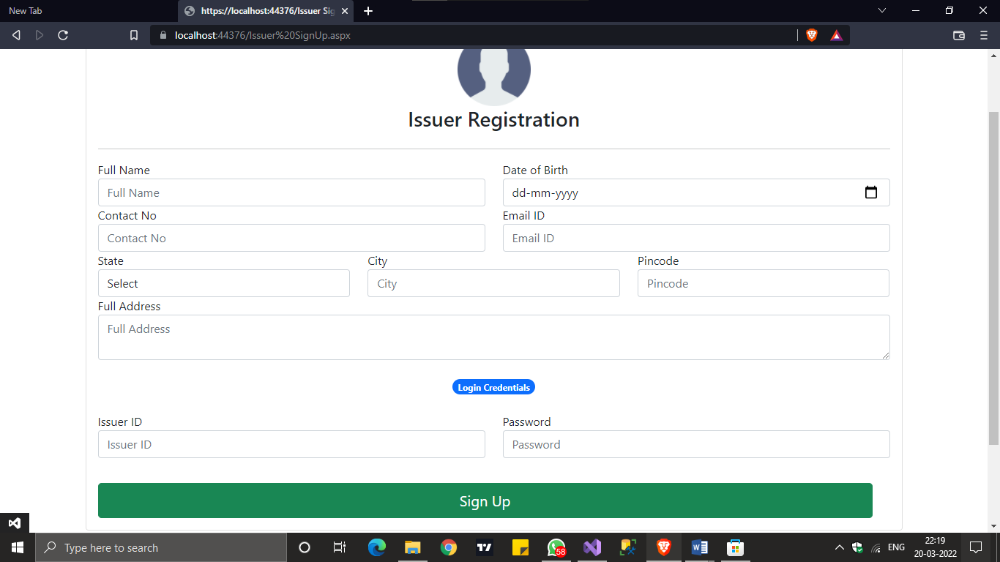 New Tab
https://localhost:44376/Issuer Sig
localhost:44376/Issuer%20SignUp.aspx
Issuer Registration
Full Name
Date of Birth
Full Name
dd-mm-yyyy
Contact No
Email ID
Contact No
Email ID
State
City
Pincode
Select
City
Pincode
Full Address
Full Address
Login Credentials
Issuer ID
Password
Issuer ID
Password
Sign Up
Type here to search
58
ENG
22:19
20-03-2022